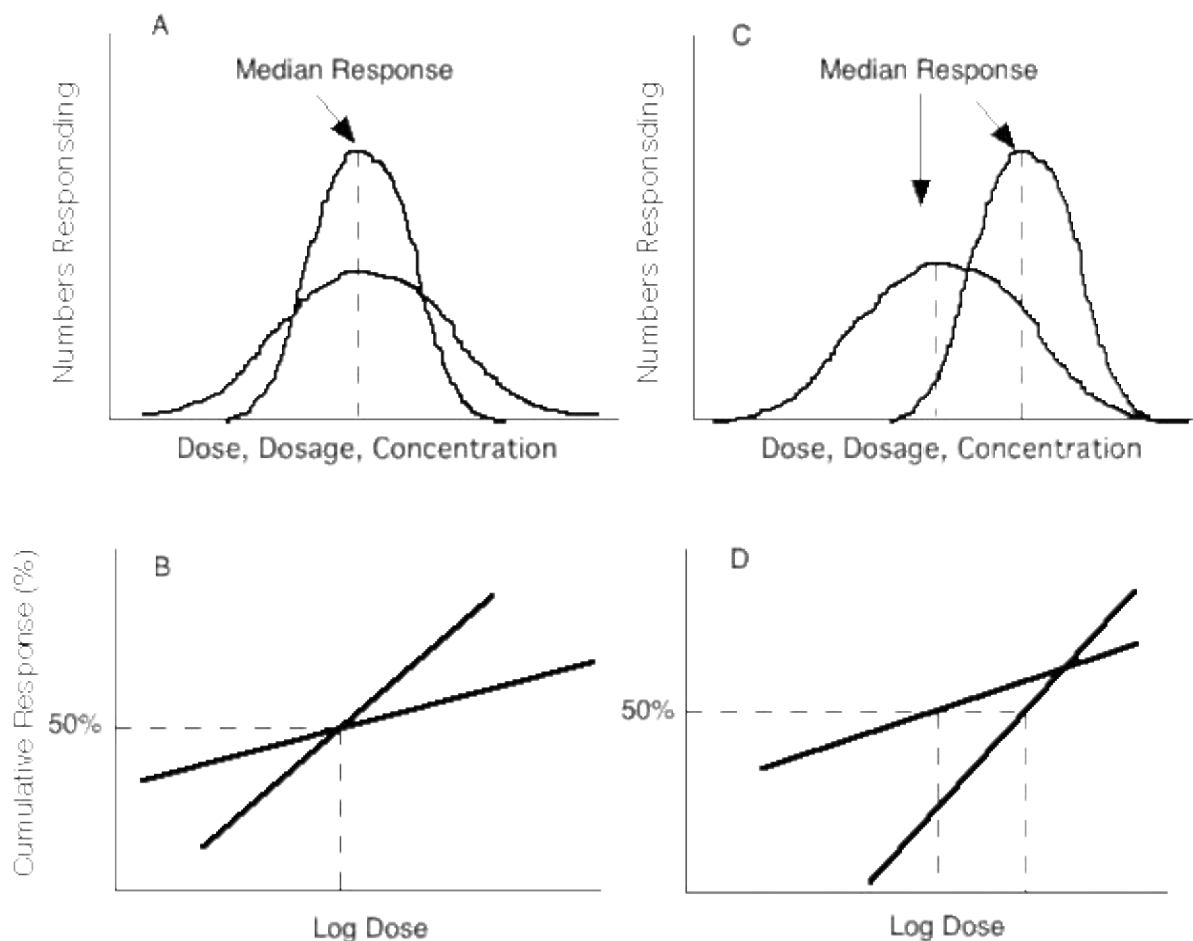 A
Median Response
Numbers Responsding
Dose, Dosage, Concentration
C
Median Response
Numbers Responding
Dose, Dosage, Concentration
B
Cumulative Response (%)
50%
Log Dose
D
50%
Log Dose